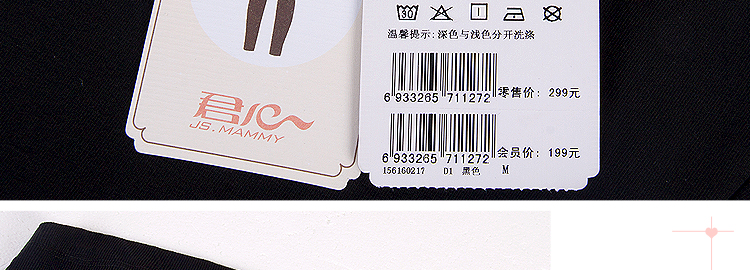 温馨提示:深色与浅色分开洗涤
6 933265 711272
零售价: 299元
君心
JS.MAMMY
6 933265 711272
会员价: 199元
156160217 D1 黑色 M
30